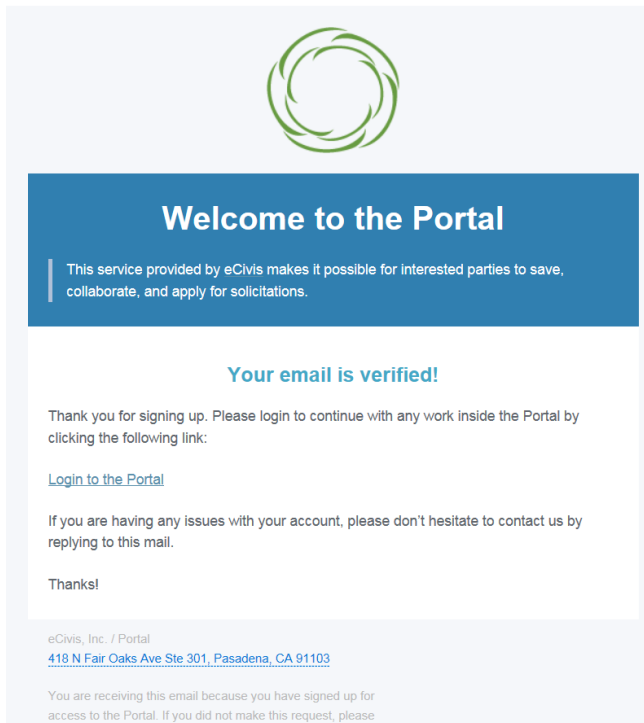 Welcome to the Portal
This service provided by eCivis makes it possible for interested parties to save,
collaborate, and apply for solicitations.
Your email is verified!
Thank you for signing up. Please login to continue with any work inside the Portal by
clicking the following link:
Login to the Portal
If you are having any issues with your account, please don't hesitate to contact us by
replying to this mail.
Thanks!
eCivis, Inc. / Portal
418 N Fair Oaks Ave Ste 301, Pasadena, CA 91103
You are receiving this email because you have signed up for
access to the Portal. If you did not make this request, please